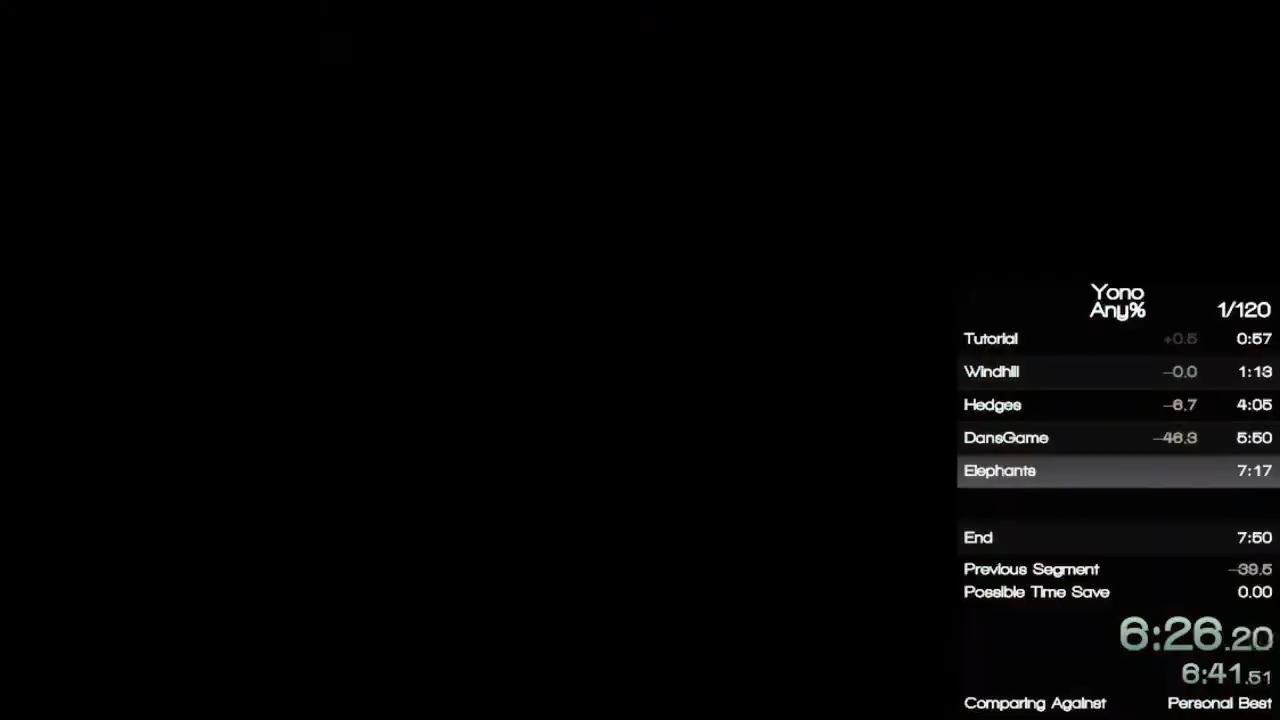 Yono
Any% 1/120
Tutorial +0.5 0:57
Windhill −0.0 1:13
Hedges −6.7 4:05
DansGame −46.3 5:50
Elephants 7:17
End 7:50
Previous Segment −39.5
Possible Time Save 0.00
6:26.20
6:41.51
Comparing Against Personal Best